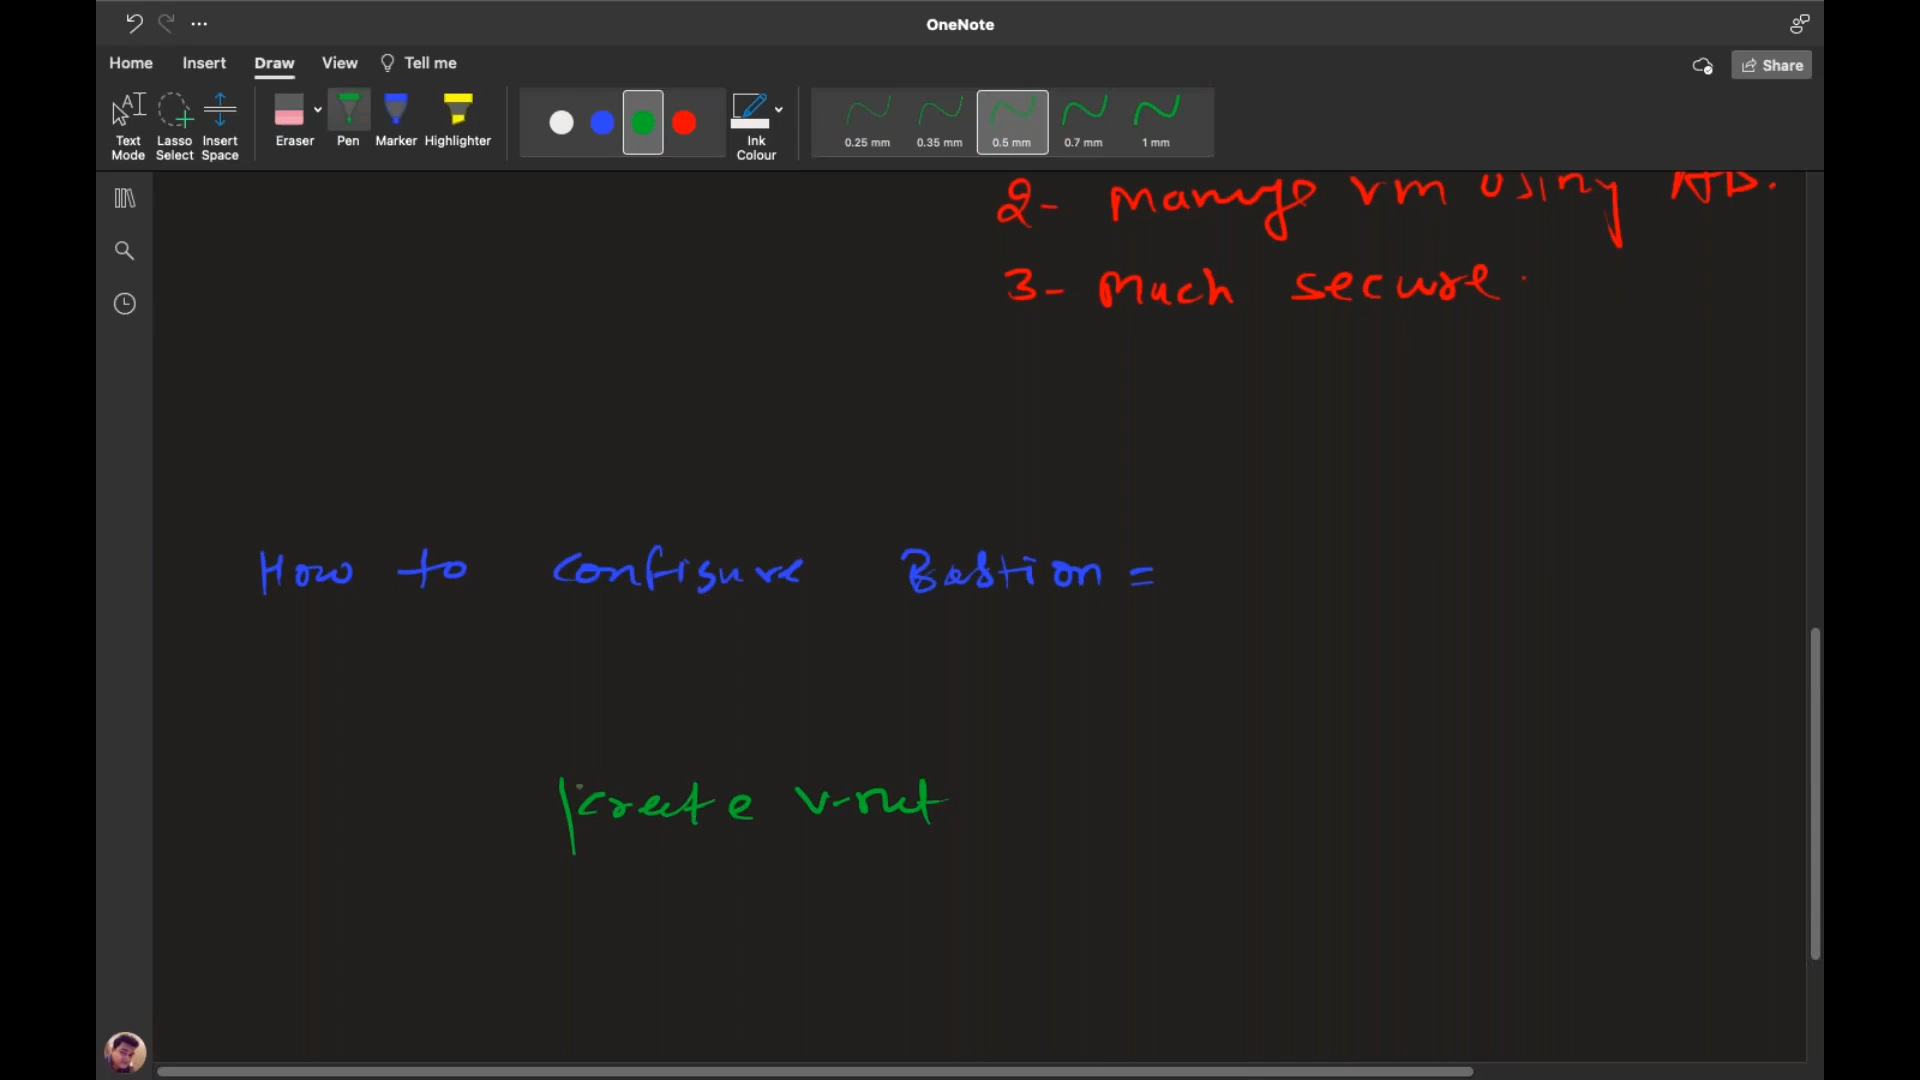 OneNote
Home Insert Draw View Tell me
Share
Text Mode
Lasso Select
Insert Space
Eraser
Pen
Marker
Highlighter
Ink Colour
0.25 mm
0.35 mm
0.5 mm
0.7 mm
1 mm
2- Manage vm using AB.
3- Much secure.
How to configure Bastion =
create v-net